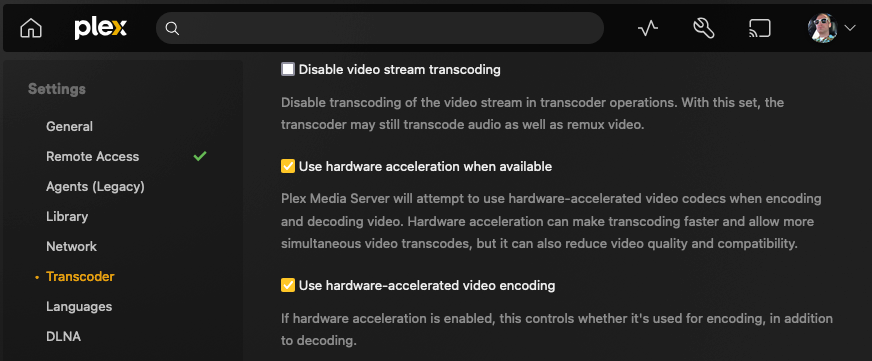 plex
Settings
General
Remote Access
Agents (Legacy)
Library
Network
Transcoder
Languages
DLNA
Disable video stream transcoding
Disable transcoding of the video stream in transcoder operations. With this set, the
transcoder may still transcode audio as well as remux video.
Use hardware acceleration when available
Plex Media Server will attempt to use hardware-accelerated video codecs when encoding
and decoding video. Hardware acceleration can make transcoding faster and allow more
simultaneous video transcodes, but it can also reduce video quality and compatibility.
Use hardware-accelerated video encoding
If hardware acceleration is enabled, this controls whether it's used for encoding, in addition
to decoding.